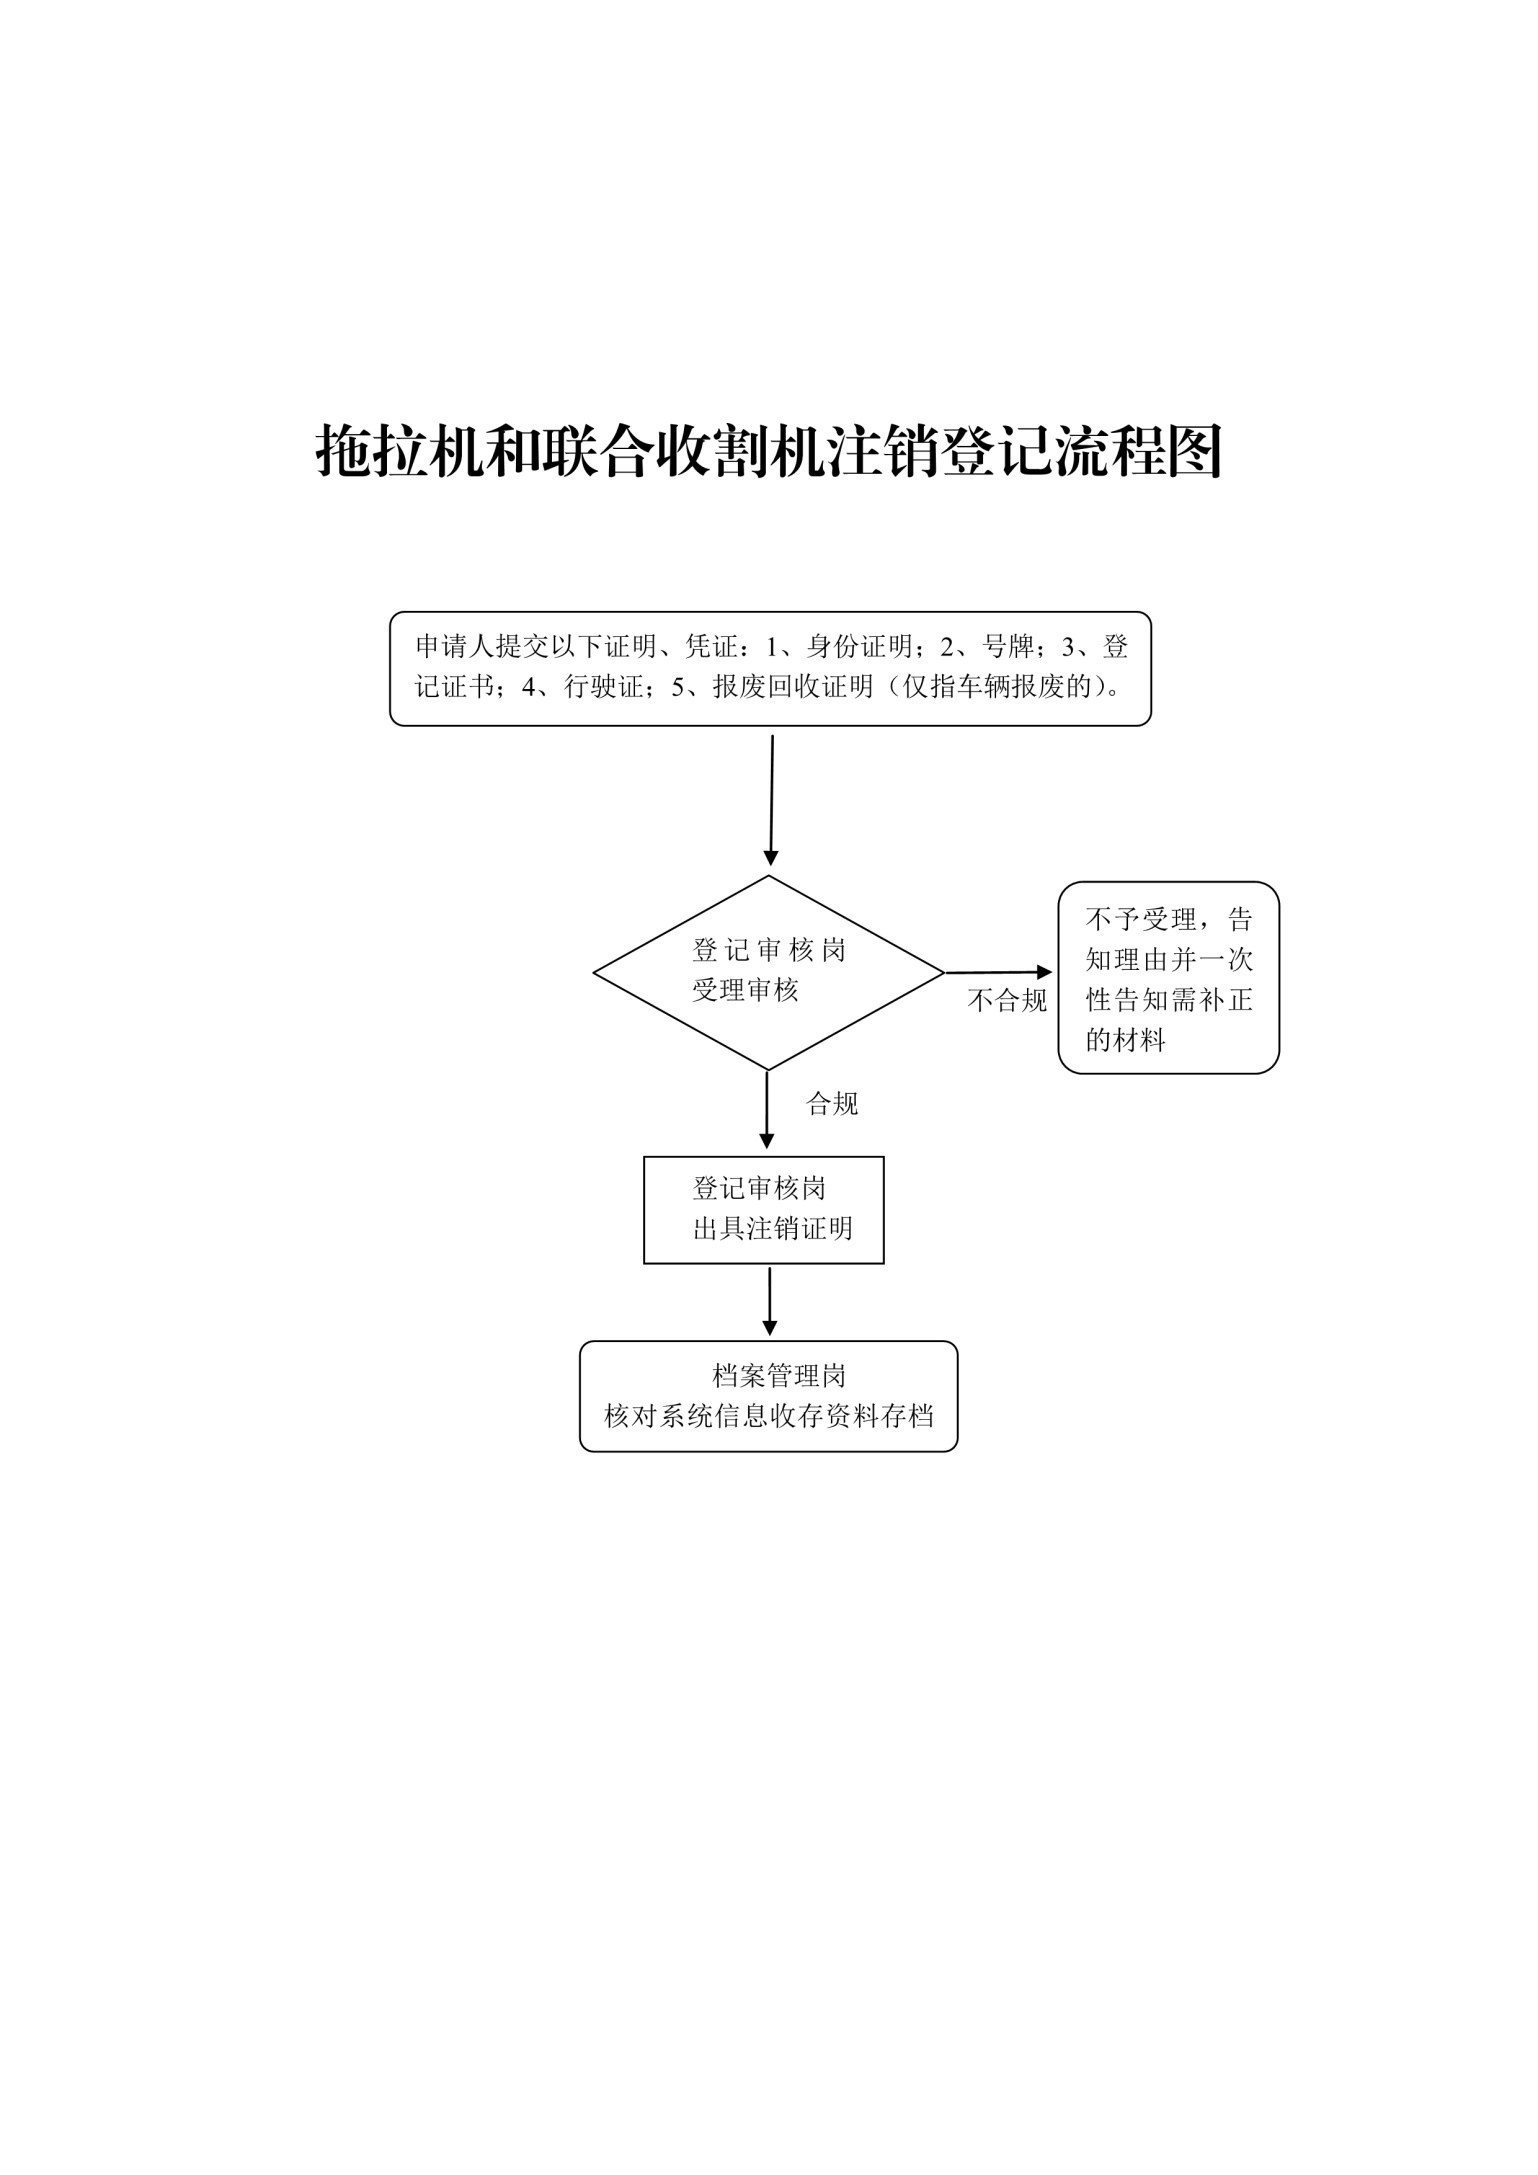 拖拉机和联合收割机注销登记流程图
申请人提交以下证明、凭证：1、身份证明；2、号牌；3、登
记证书；4、行驶证；5、报废回收证明（仅指车辆报废的）。
登记审核岗
受理审核
不合规
不予受理，告
知理由并一次
性告知需补正
的材料
合规
登记审核岗
出具注销证明
档案管理岗
核对系统信息收存资料存档